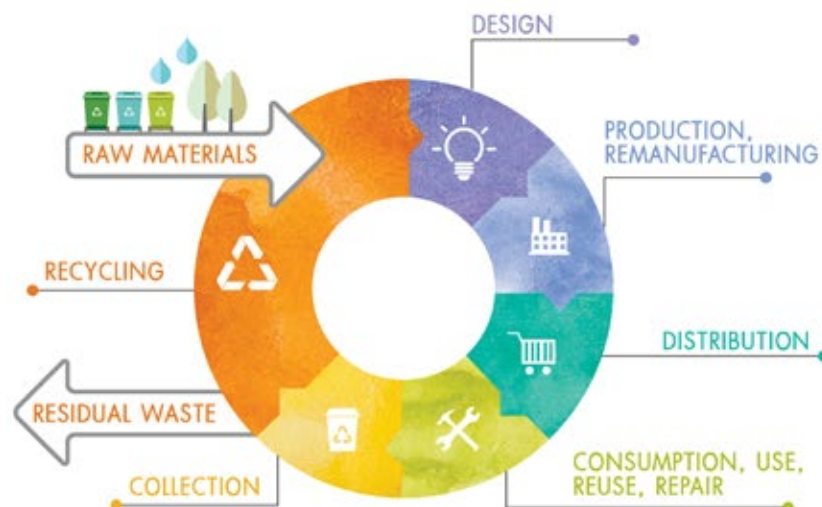 DESIGN
RAW MATERIALS
PRODUCTION,
REMANUFACTURING
RECYCLING
DISTRIBUTION
RESIDUAL WASTE
CONSUMPTION, USE,
REUSE, REPAIR
COLLECTION